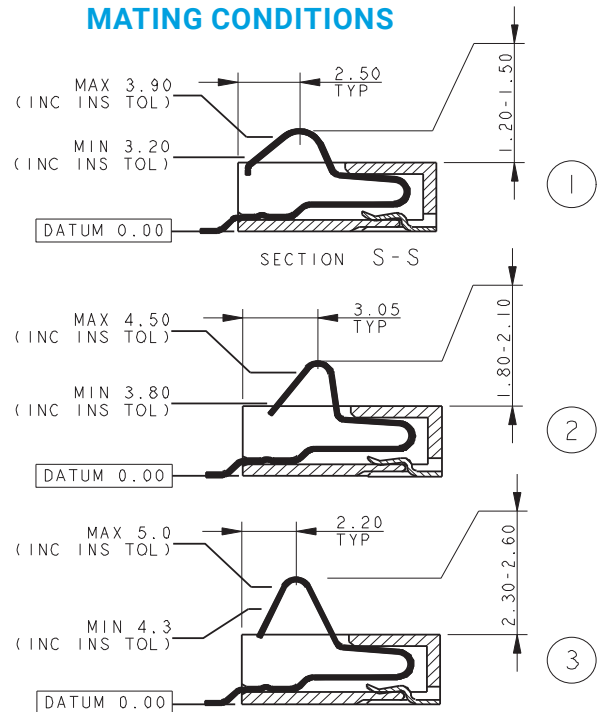 MATING CONDITIONS
2.50
TYP
MAX 3.90
(INC INS TOL)
MIN 3.20
(INC INS TOL)
1.20-1.50
1
DATUM 0.00
SECTION S-S
3.05
TYP
MAX 4.50
(INC INS TOL)
MIN 3.80
(INC INS TOL)
1.80-2.10
2
DATUM 0.00
2.20
TYP
MAX 5.0
(INC INS TOL)
MIN 4.3
(INC INS TOL)
2.30-2.60
3
DATUM 0.00